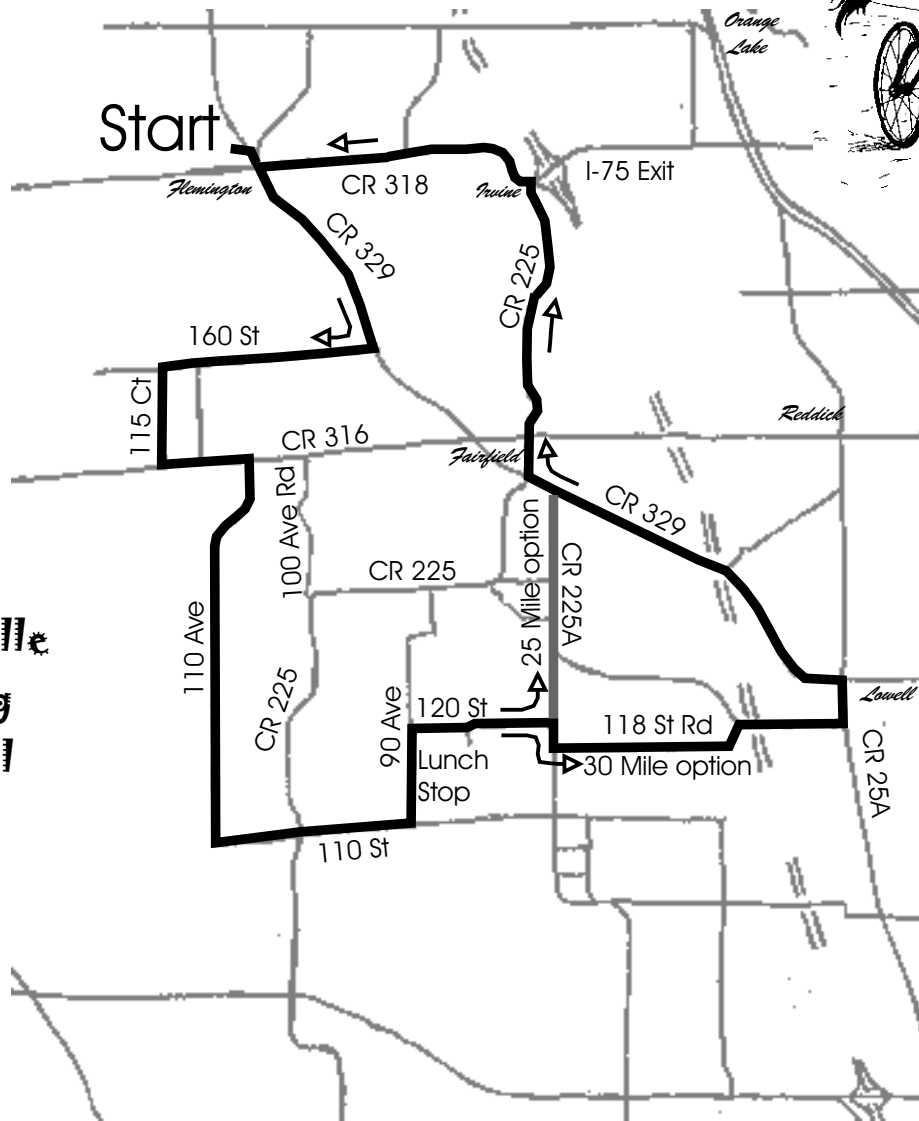 Orange
Lake
Start
I-75 Exit
CR 318
Flemington
Irvine
CR 329
CR 225
160 St
115 Ct
Reddick
CR 316
Fairfield
100 Ave Rd
CR 329
25 Mile option
CR 225A
CR 225
110 Ave
lle
CR 225
90 Ave
120 St
118 St Rd
Lowell
Lunch
Stop
30 Mile option
CR 25A
110 St